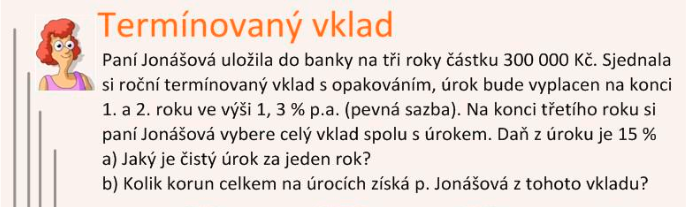 Termínovaný vklad
Paní Jonášová uložila do banky na tři roky částku 300 000 Kč. Sjednala
si roční termínovaný vklad s opakováním, úrok bude vyplacen na konci
1. a 2. roku ve výši 1, 3 % p.a. (pevná sazba). Na konci třetího roku si
paní Jonášová vybere celý vklad spolu s úrokem. Daň z úroku je 15 %
a) Jaký je čistý úrok za jeden rok?
b) Kolik korun celkem na úrocích získá p. Jonášová z tohoto vkladu?